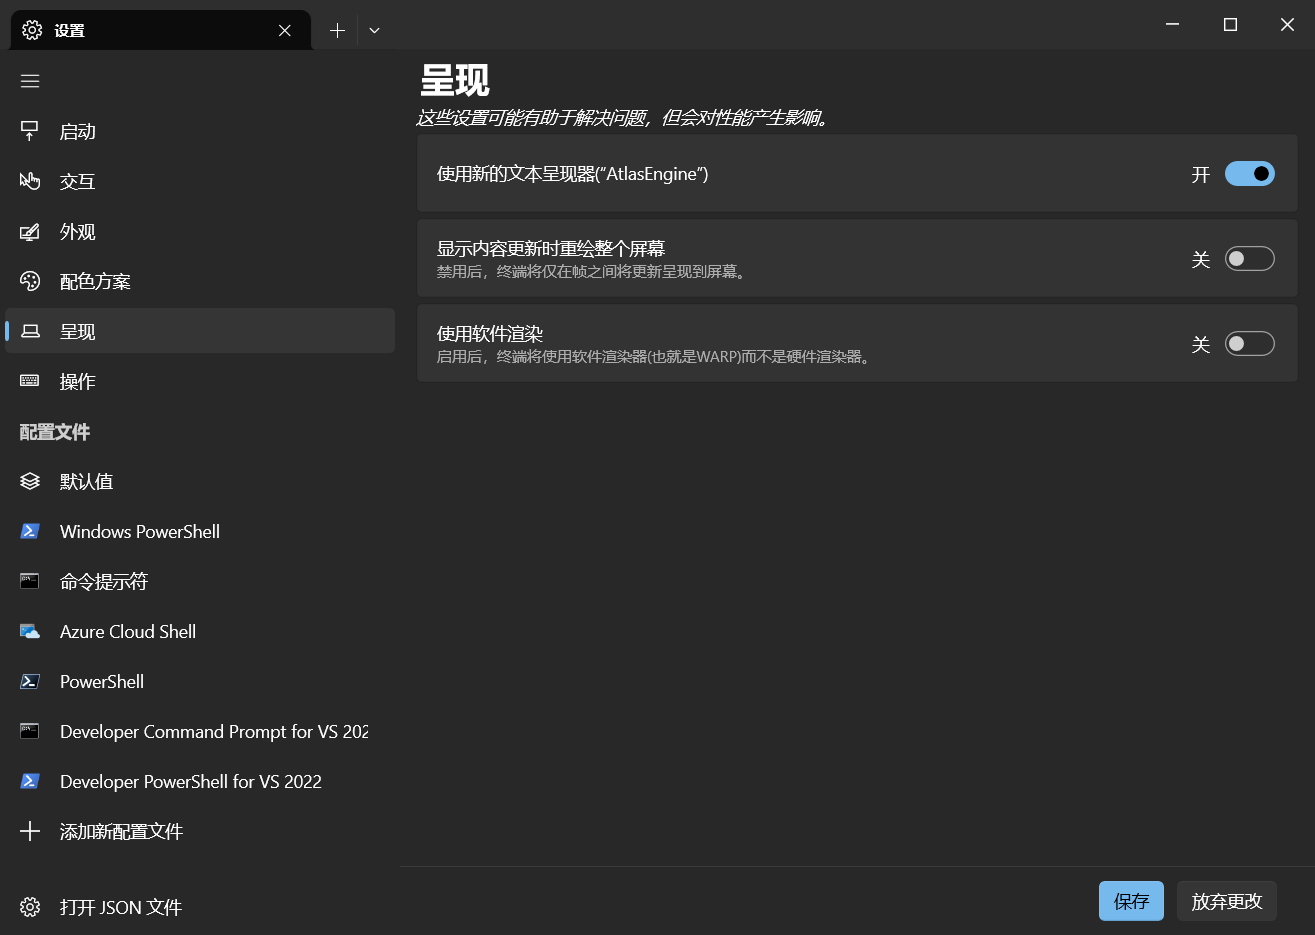 设置
呈现
这些设置可能有助于解决问题，但会对性能产生影响。
启动
交互
外观
配色方案
呈现
操作
配置文件
默认值
Windows PowerShell
命令提示符
Azure Cloud Shell
PowerShell
Developer Command Prompt for VS 202
Developer PowerShell for VS 2022
添加新配置文件
打开 JSON 文件
使用新的文本呈现器(“AtlasEngine”)
开
显示内容更新时重绘整个屏幕
禁用后，终端将仅在帧之间将更新呈现到屏幕。
关
使用软件渲染
启用后，终端将使用软件渲染器(也就是WARP)而不是硬件渲染器。
关
保存
放弃更改